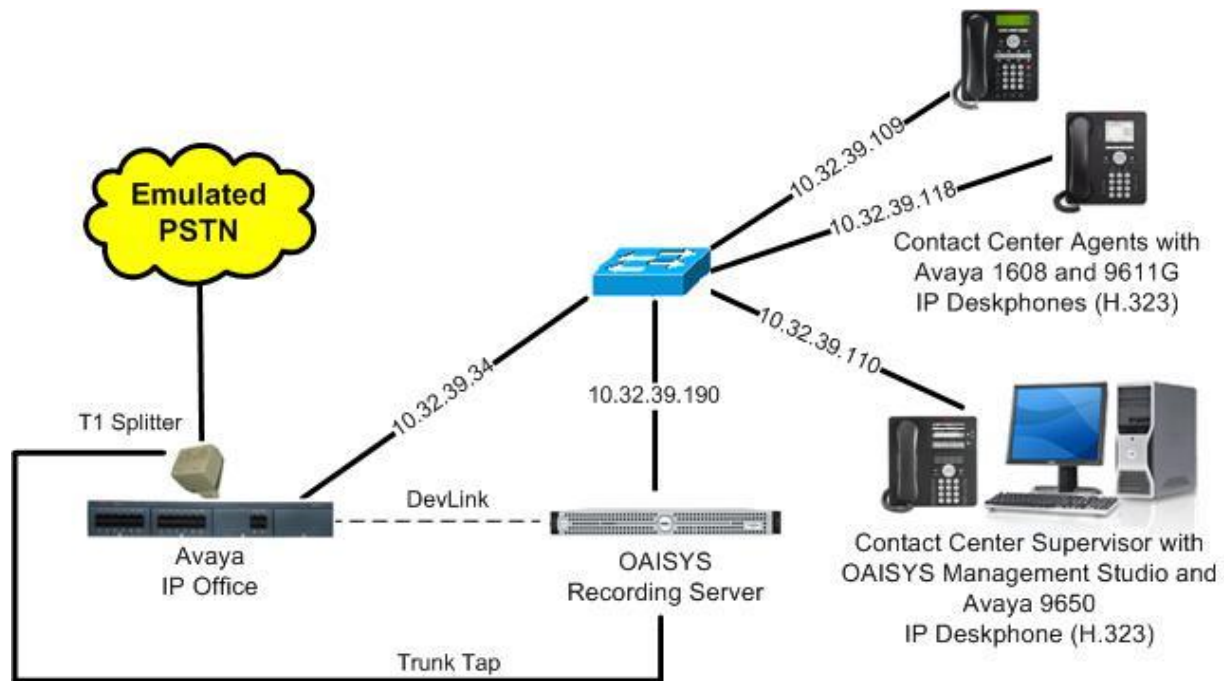 Emulated
PSTN
T1 Splitter
10.32.39.109
10.32.39.118
Contact Center Agents with
Avaya 1608 and 9611G
IP Deskphones (H.323)
10.32.39.34
10.32.39.190
10.32.39.110
DevLink
Avaya
IP Office
OAISYS
Recording Server
Contact Center Supervisor with
OAISYS Management Studio and
Avaya 9650
IP Deskphone (H.323)
Trunk Tap